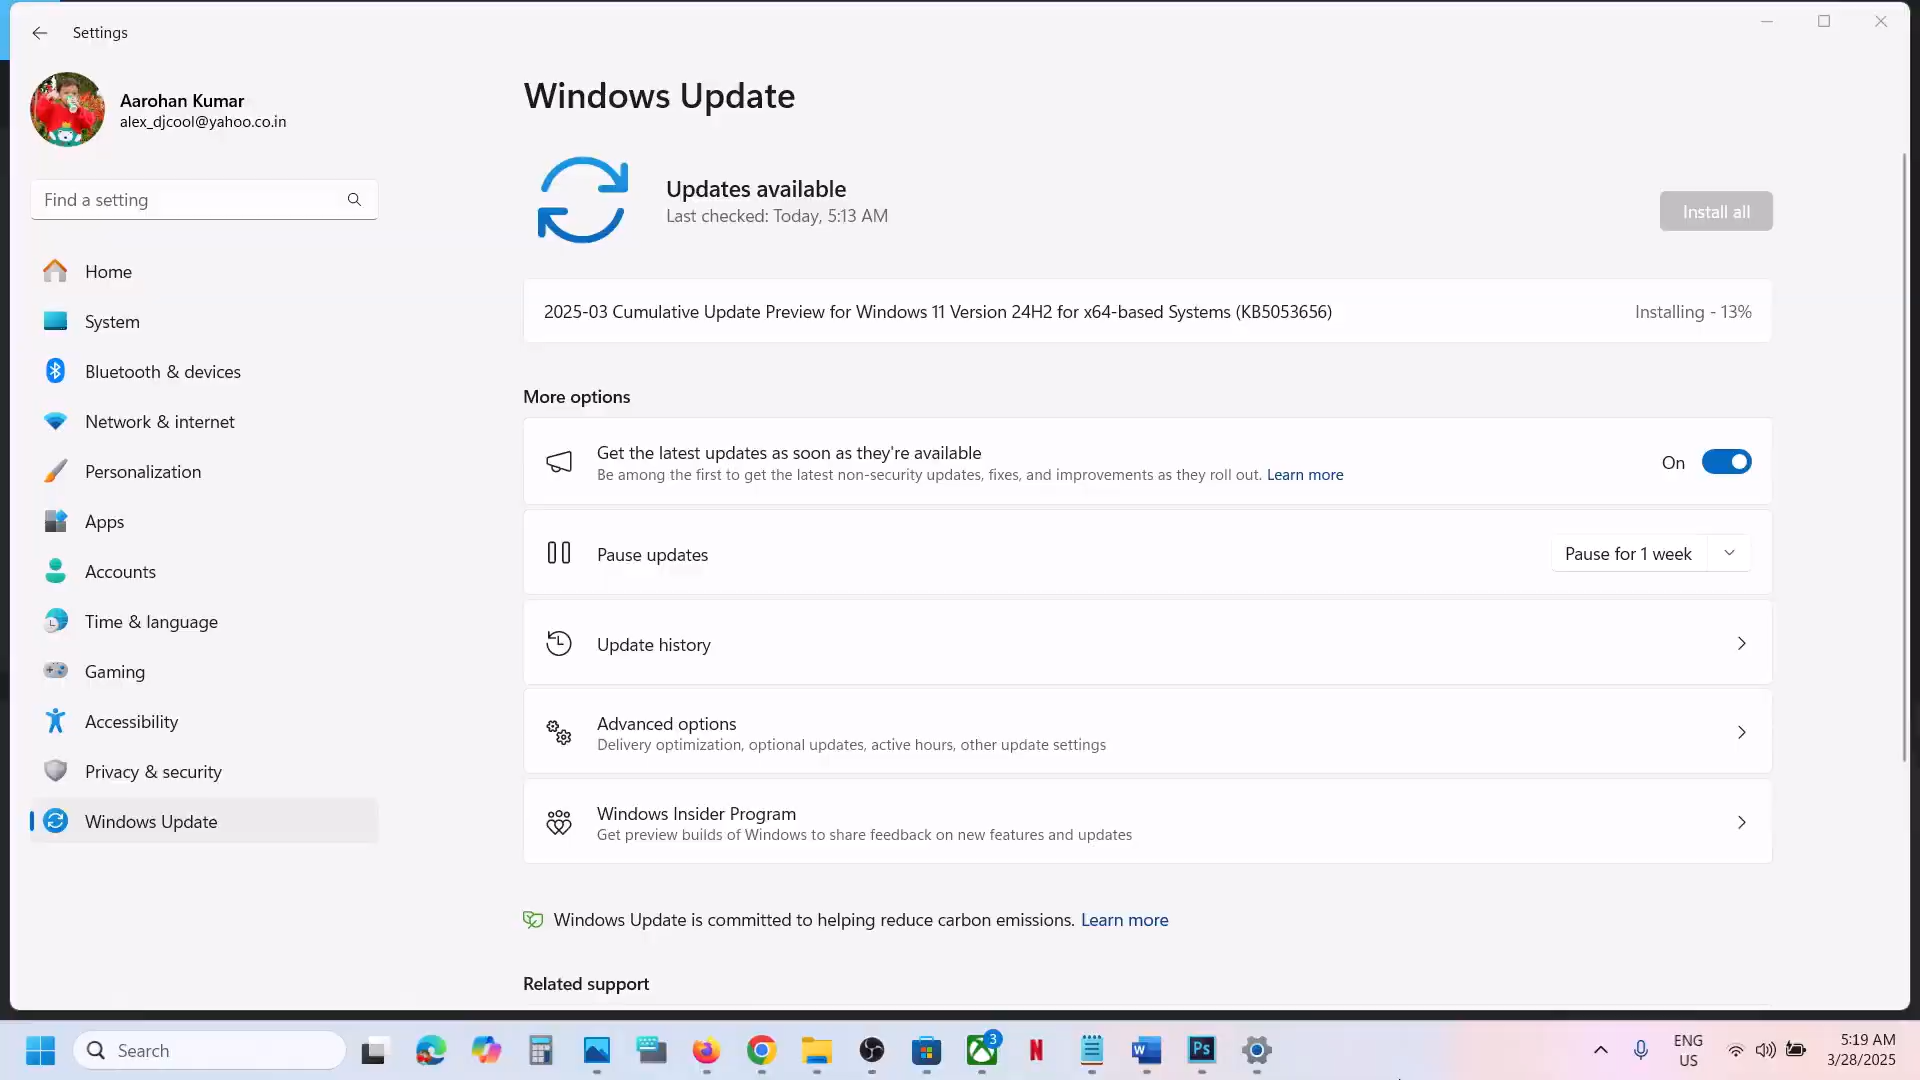 Settings
Aarohan Kumar
alex_djcool@yahoo.co.in
Find a setting
Home
System
Bluetooth & devices
Network & internet
Personalization
Apps
Accounts
Time & language
Gaming
Accessibility
Privacy & security
Windows Update
Windows Update
Updates available
Last checked: Today, 5:13 AM
Install all
2025-03 Cumulative Update Preview for Windows 11 Version 24H2 for x64-based Systems (KB5053656)
Installing - 13%
More options
Get the latest updates as soon as they're available
Be among the first to get the latest non-security updates, fixes, and improvements as they roll out. Learn more
On
Pause updates
Pause for 1 week
Update history
Advanced options
Delivery optimization, optional updates, active hours, other update settings
Windows Insider Program
Get preview builds of Windows to share feedback on new features and updates
Windows Update is committed to helping reduce carbon emissions. Learn more
Related support
Search
3
N
W
Ps
ENG
US
5:19 AM
3/28/2025